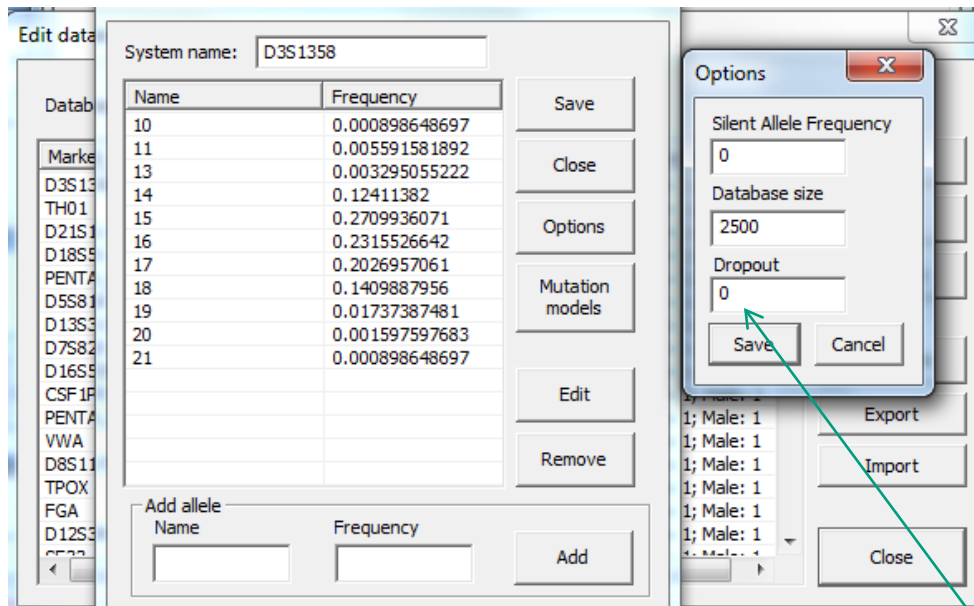 Edit data
System name: D3S1358
Name Frequency
10 0.000898648697
11 0.005591581892
13 0.003295055222
14 0.12411382
15 0.2709936071
16 0.2315526642
17 0.2026957061
18 0.1409887956
19 0.01737387481
20 0.001597597683
21 0.000898648697
Save
Close
Options
Mutation
models
Edit
Remove
Add allele
Name Frequency
Add
Options
Silent Allele Frequency
0
Database size
2500
Dropout
0
Save Cancel
Datab
Marke
D3S13
TH01
D21S1
D18S5
PENTA
D5S81
D13S3
D7S82
D16S5
CSF1P
PENTA
VWA
D8S11
TPOX
FGA
D12S3
1; Male: 1
1; Male: 1
1; Male: 1
1; Male: 1
1; Male: 1
1; Male: 1
Export
Import
Close